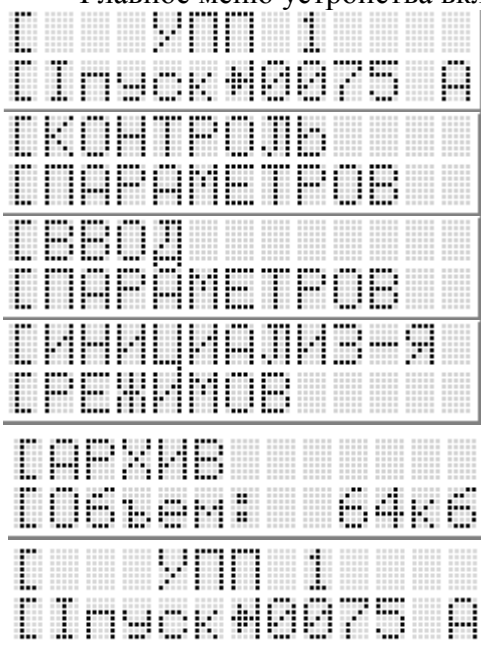 Главное меню устройства вкл
[ УПП 1
[Iпуск*0075 А
[КОНТРОЛЬ
[ПАРАМЕТРОВ
[ВВОД
[ПАРАМЕТРОВ
[ИНИЦИАЛИЗ-Я
[РЕЖИМОВ
[АРХИВ
[Объем: 64кб
[ УПП 1
[Iпуск*0075 А